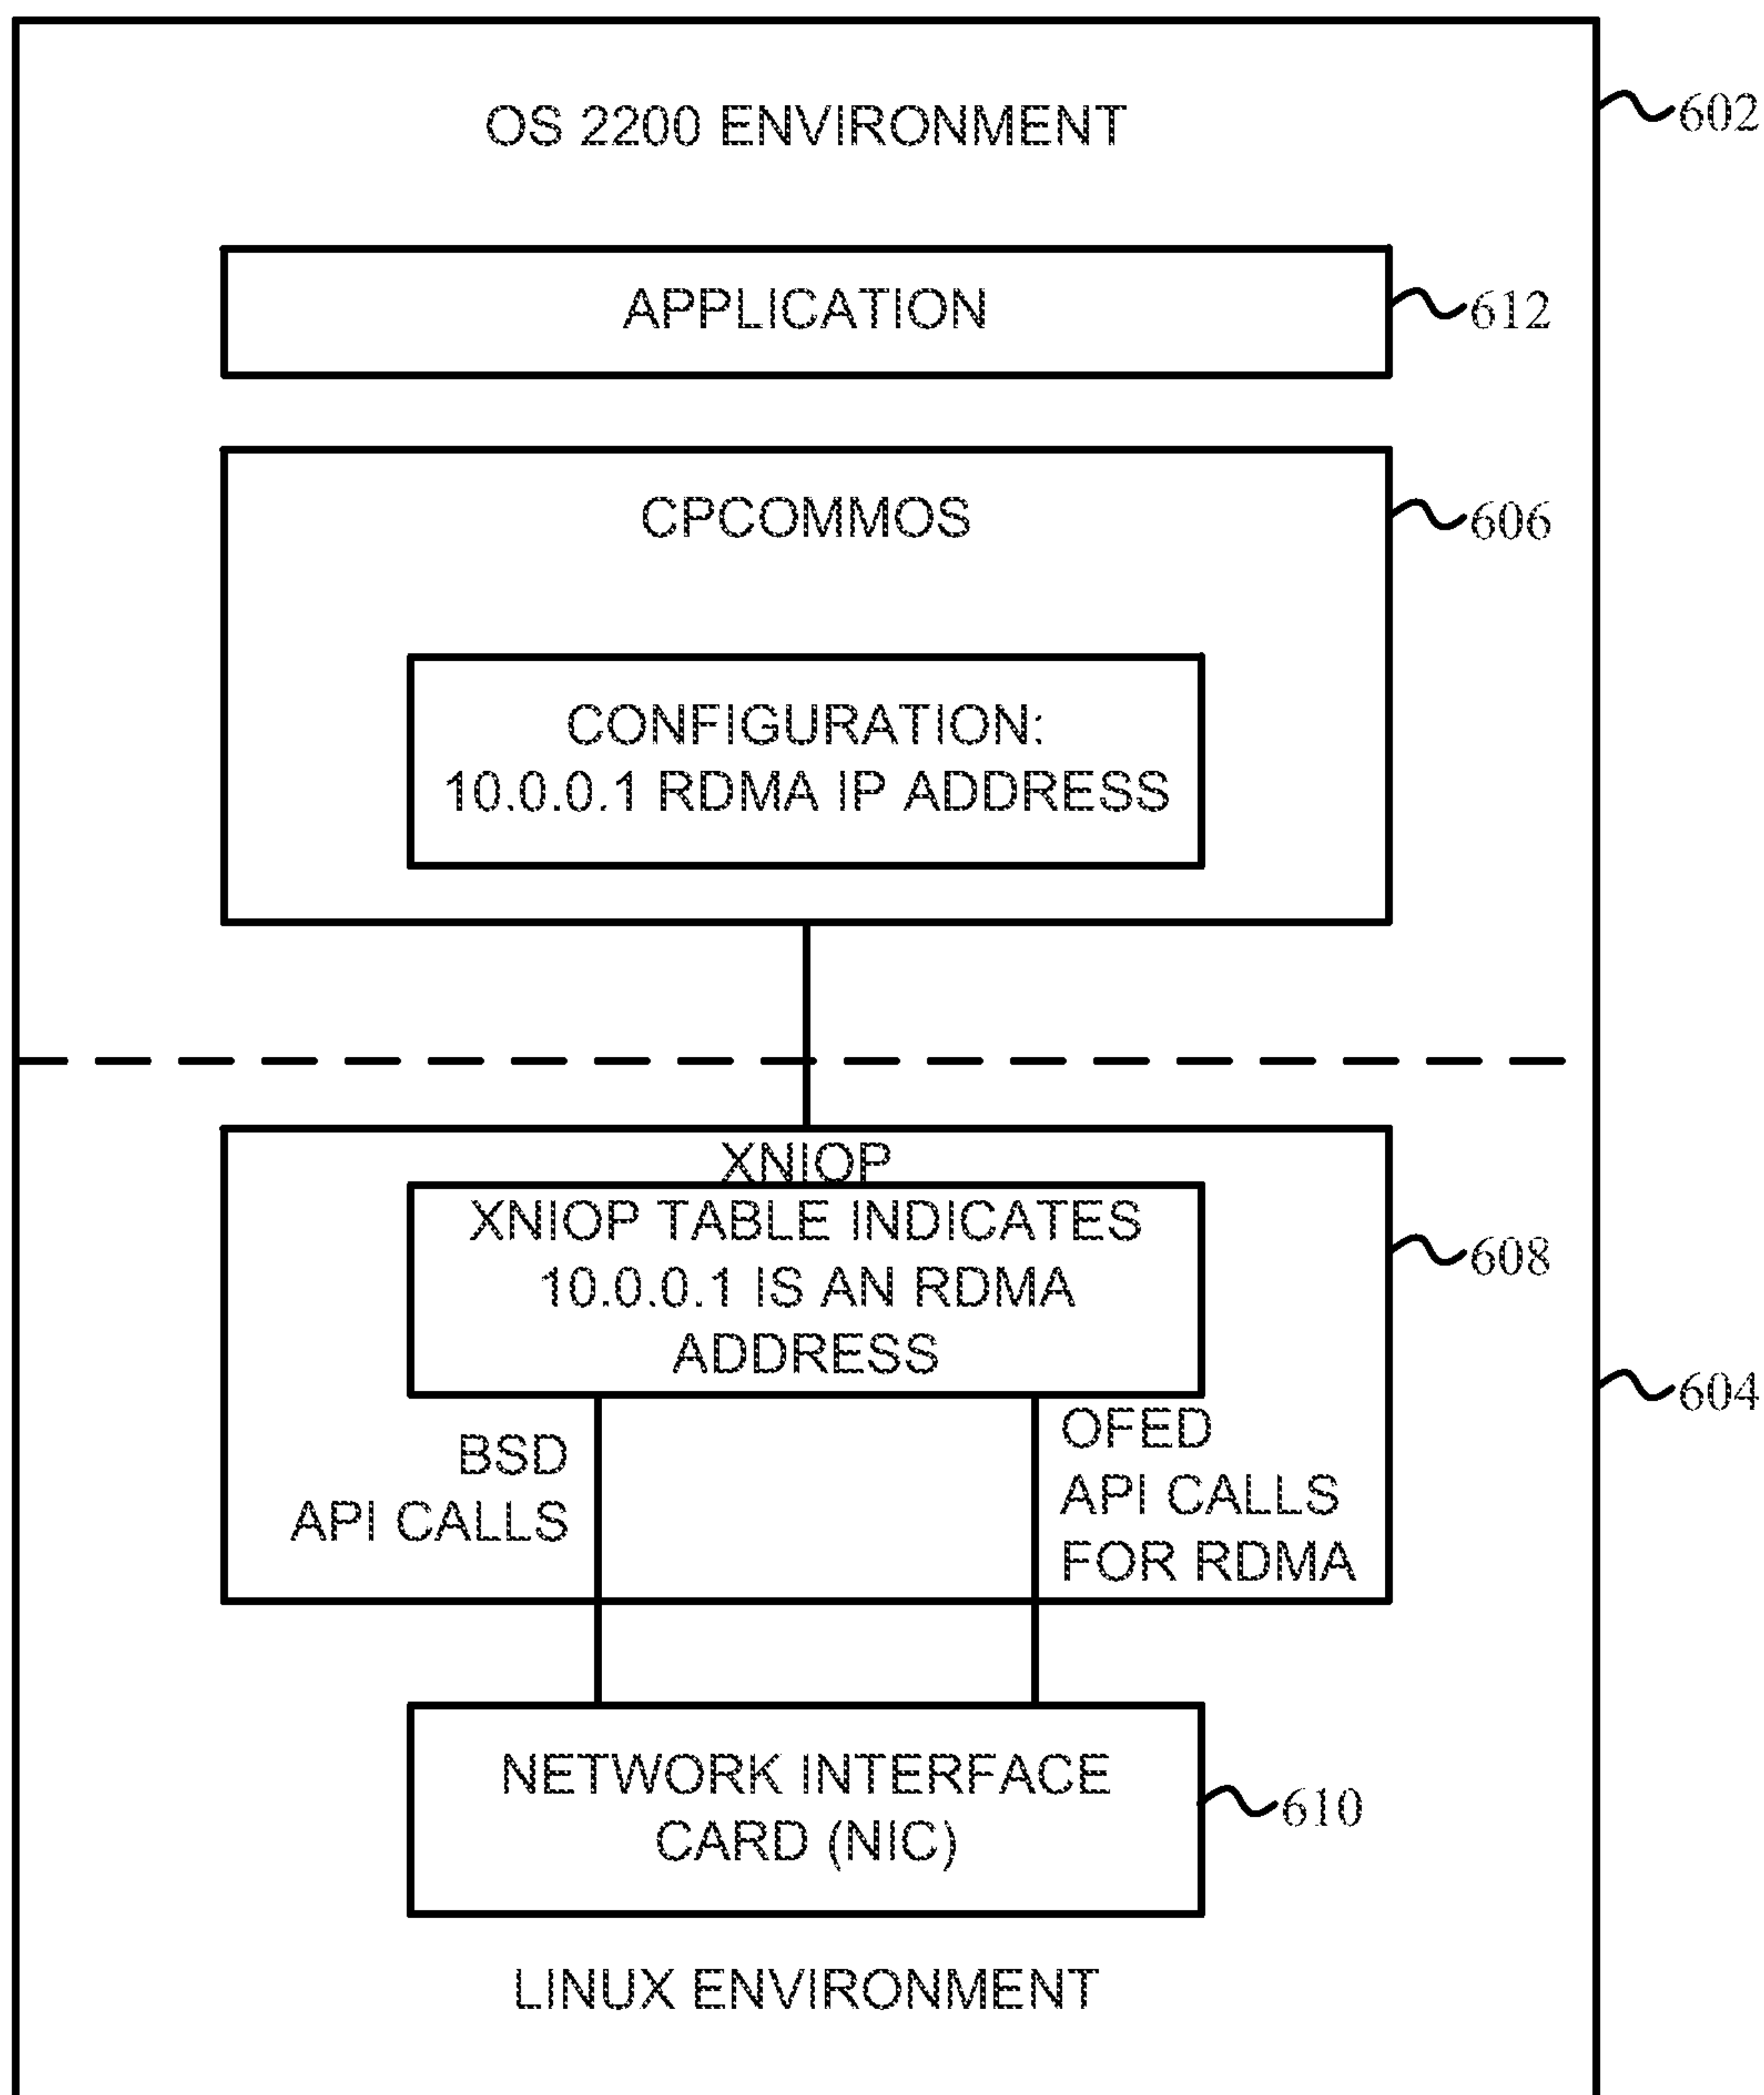 OS 2200 ENVIRONMENT
602
APPLICATION
612
CPCOMMOS
606
CONFIGURATION:
10.0.0.1 RDMA IP ADDRESS
XNIOP
XNIOP TABLE INDICATES
10.0.0.1 IS AN RDMA
ADDRESS
608
604
BSD
API CALLS
OFED
API CALLS
FOR RDMA
NETWORK INTERFACE
CARD (NIC)
610
LINUX ENVIRONMENT